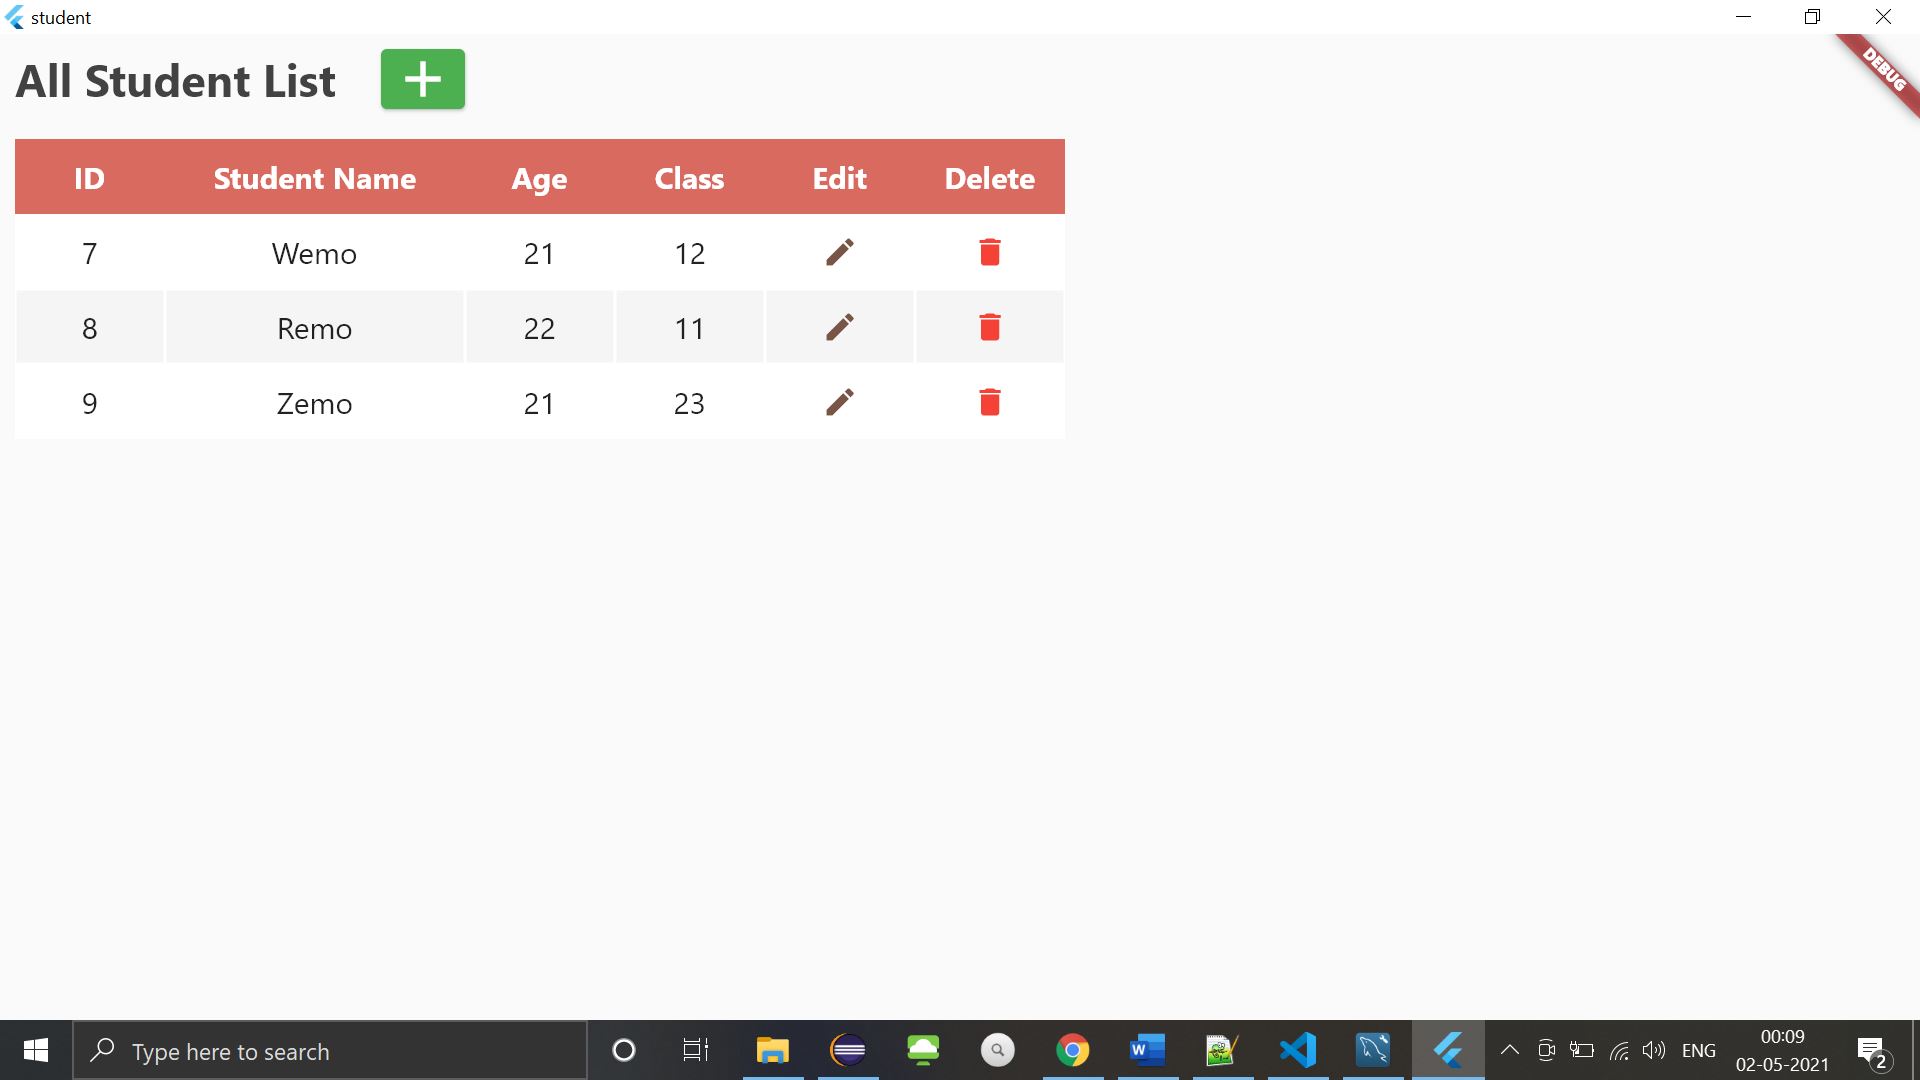 student
All Student List
DEBUG
ID Student Name Age Class Edit Delete
7 Wemo 21 12
8 Remo 22 11
9 Zemo 21 23
Type here to search
W
ENG
00:09
02-05-2021
2